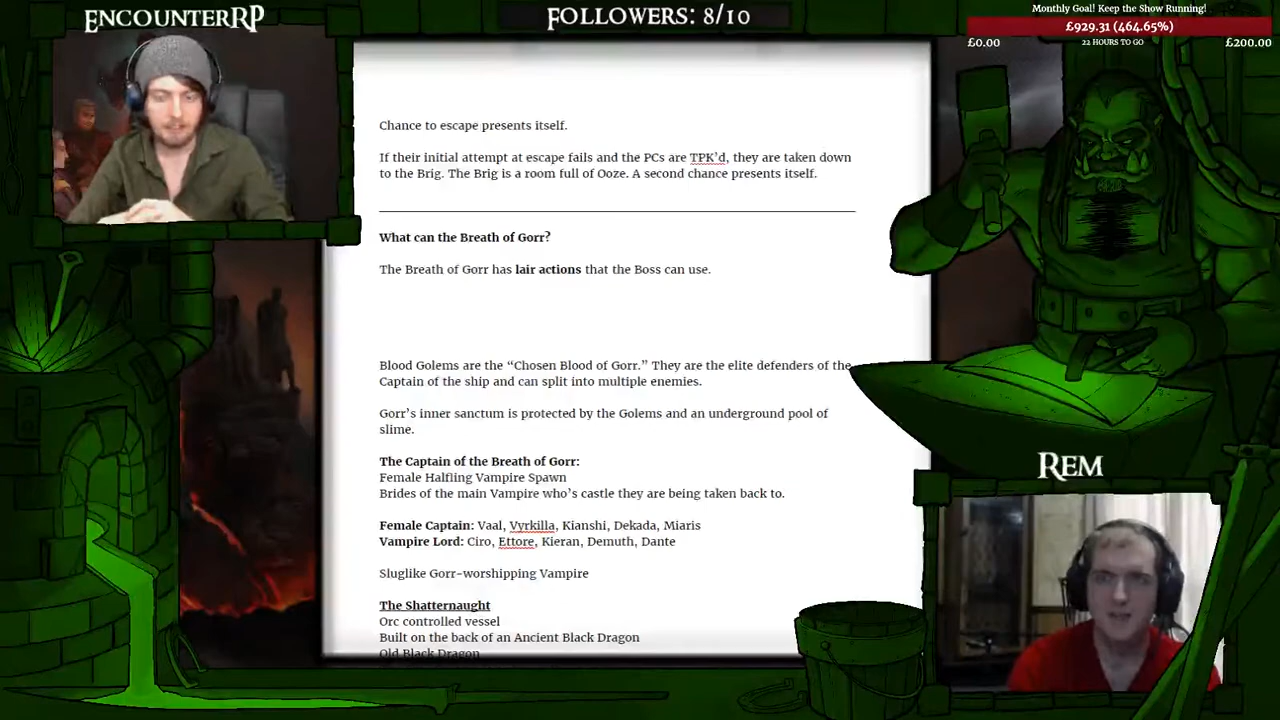 EncounterRP
Followers: 8/10
Monthly Goal! Keep the Show Running!
£929.31 (464.65%)
£0.00
22 HOURS TO GO
£200.00
Chance to escape presents itself.
If their initial attempt at escape fails and the PCs are TPK'd, they are taken down
to the Brig. The Brig is a room full of Ooze. A second chance presents itself.
What can the Breath of Gorr?
The Breath of Gorr has lair actions that the Boss can use.
Blood Golems are the “Chosen Blood of Gorr.” They are the elite defenders of the
Captain of the ship and can split into multiple enemies.
Gorr's inner sanctum is protected by the Golems and an underground pool of
slime.
The Captain of the Breath of Gorr:
Female Halfling Vampire Spawn
Brides of the main Vampire who's castle they are being taken back to.
Female Captain: Vaal, Vyrkilla, Kianshi, Dekada, Miaris
Vampire Lord: Ciro, Ettore, Kieran, Demuth, Dante
Sluglike Gorr-worshipping Vampire
The Shatternaught
Orc controlled vessel
Built on the back of an Ancient Black Dragon
Old Black Dragon
Rem